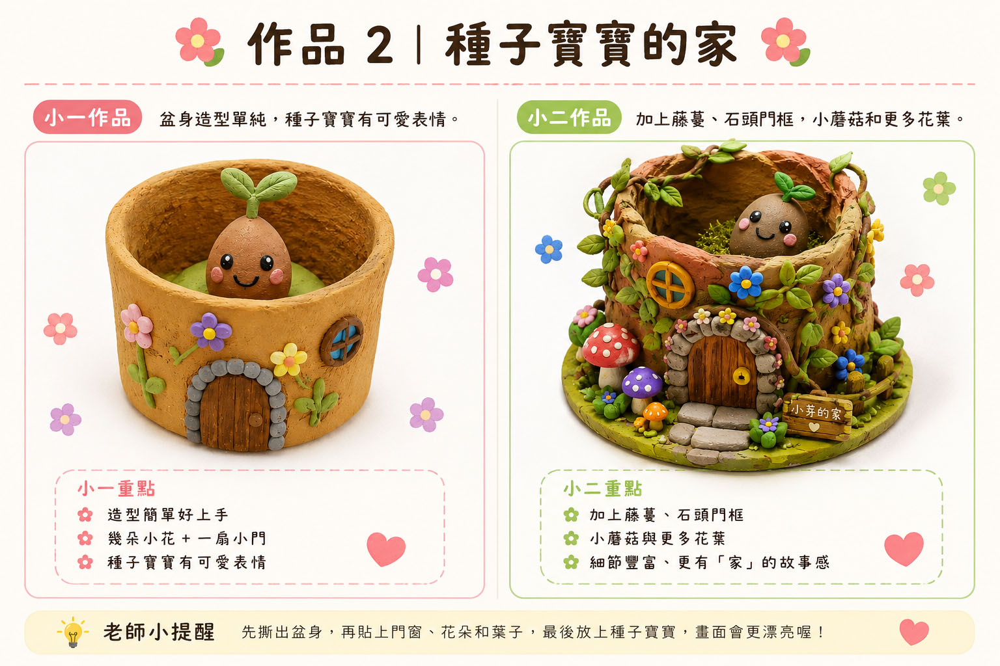 作品 2｜種子寶寶的家
小一作品
盆身造型單純，種子寶寶有可愛表情。
小二作品
加上藤蔓、石頭門框，小蘑菇和更多花葉。
小芽的家
小一重點
造型簡單好上手
幾朵小花 + 一扇小門
種子寶寶有可愛表情
小二重點
加上藤蔓、石頭門框
小蘑菇與更多花葉
細節豐富、更有「家」的故事感
老師小提醒
先撕出盆身，再貼上門窗、花朵和葉子，最後放上種子寶寶，畫面會更漂亮喔！